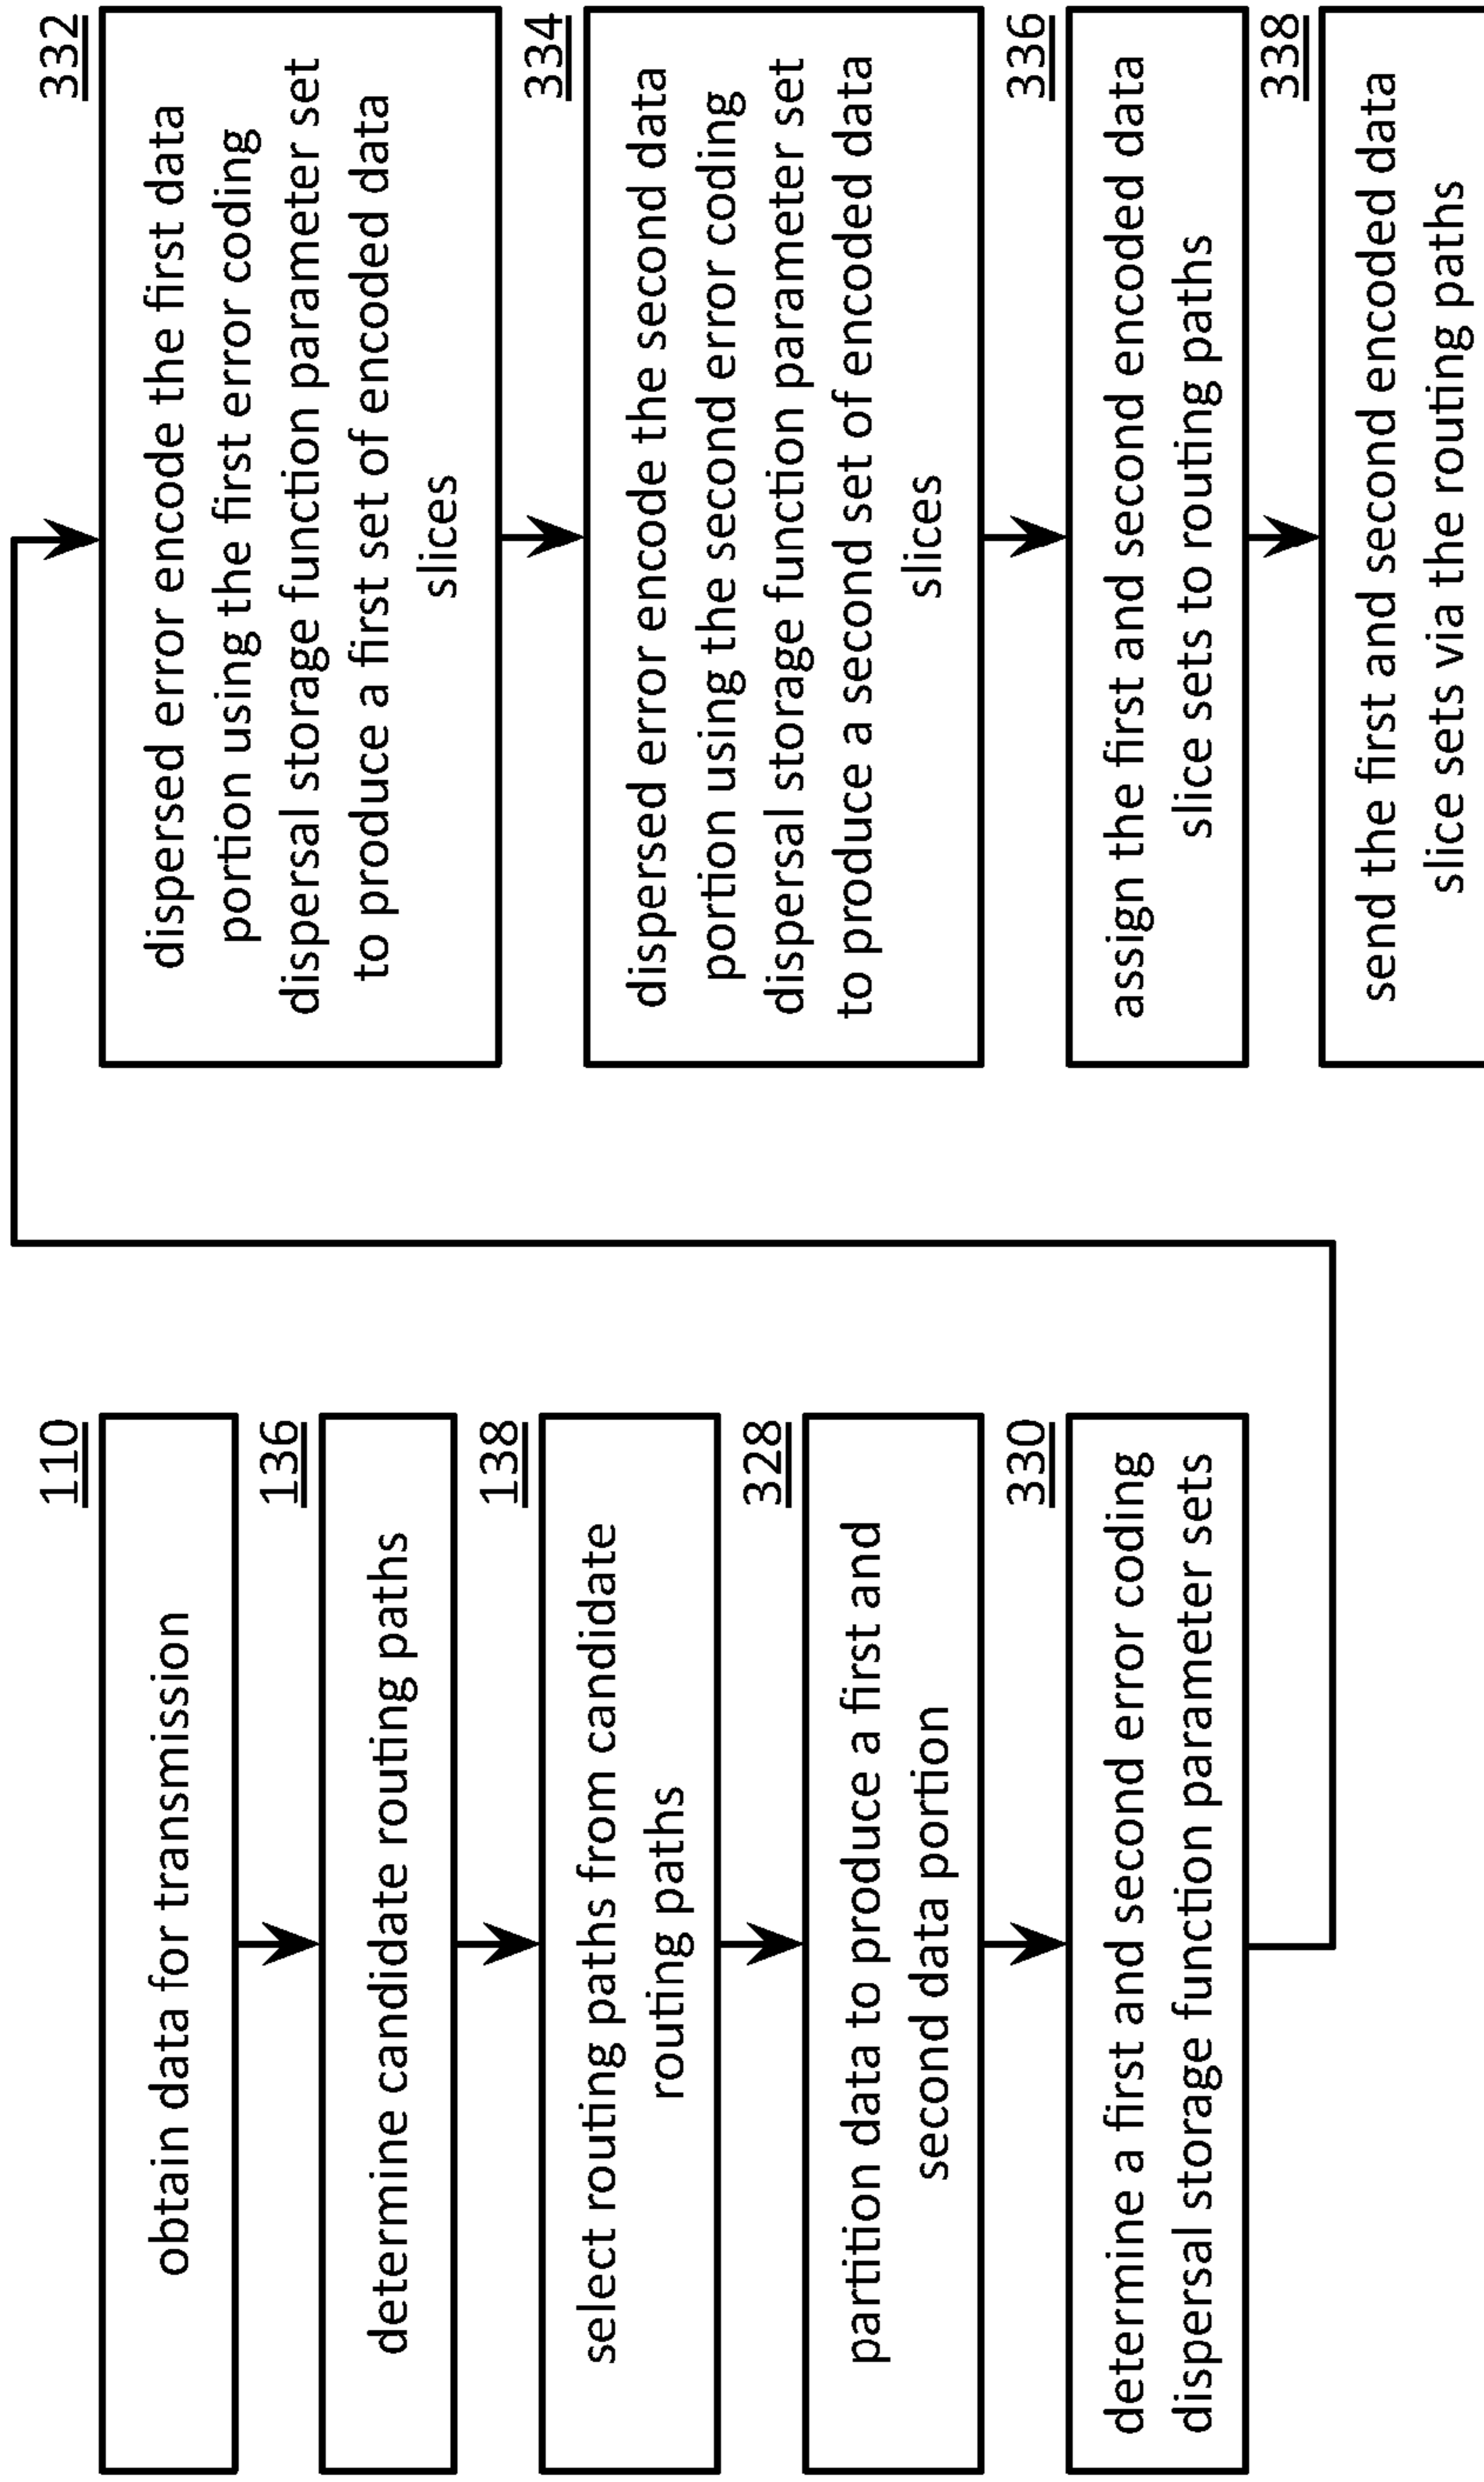 110
obtain data for transmission
136
determine candidate routing paths
138
select routing paths from candidate
routing paths
328
partition data to produce a first and
second data portion
330
determine a first and second error coding
dispersal storage function parameter sets
332
dispersed error encode the first data
portion using the first error coding
dispersal storage function parameter set
to produce a first set of encoded data
slices
334
dispersed error encode the second data
portion using the second error coding
dispersal storage function parameter set
to produce a second set of encoded data
slices
336
assign the first and second encoded data
slice sets to routing paths
338
send the first and second encoded data
slice sets via the routing paths